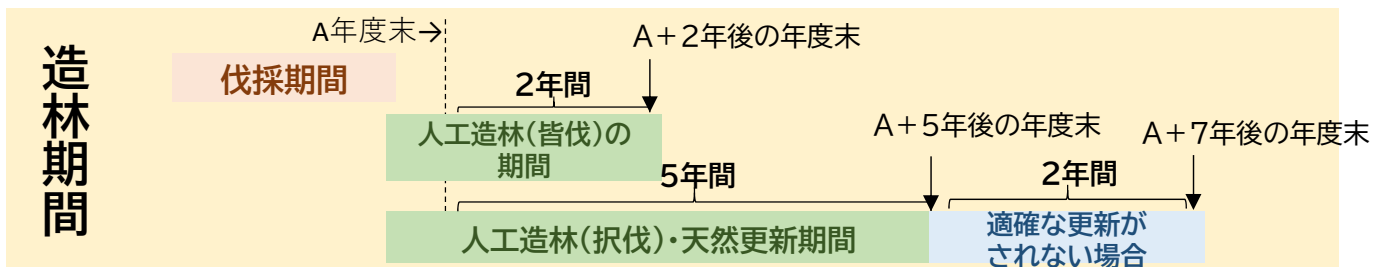 造林期間
A年度末→
A+2年後の年度末
伐採期間
2年間
人工造林(皆伐)の
期間
A+5年後の年度末
A+7年後の年度末
5年間
2年間
人工造林(択伐)・天然更新期間
適確な更新が
されない場合